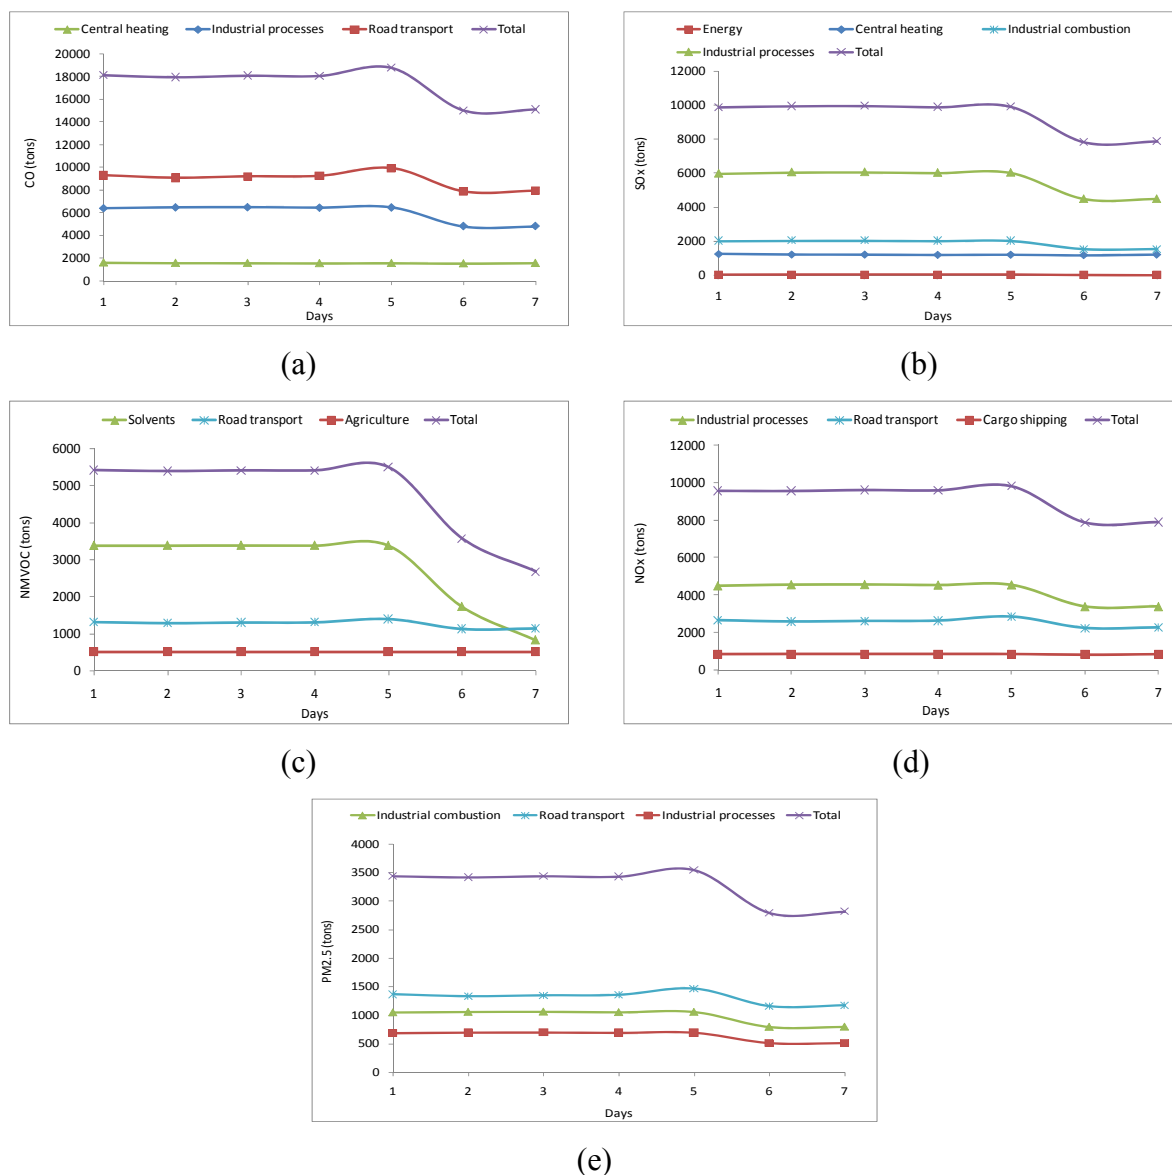 Central heating Industrial processes Road transport Total
20000
18000
16000
14000
12000
10000
8000
6000
4000
2000
0
CO (tons)
1 2 3 4 5 6 7
Days
(a)
Energy Central heating Industrial combustion
Industrial processes Total
12000
10000
8000
6000
4000
2000
0
SOx (tons)
1 2 3 4 5 6 7
Days
(b)
Solvents Road transport Agriculture Total
6000
5000
4000
3000
2000
1000
0
NMVOC (tons)
1 2 3 4 5 6 7
Days
(c)
Industrial processes Road transport Cargo shipping Total
12000
10000
8000
6000
4000
2000
0
NOx (tons)
1 2 3 4 5 6 7
Days
(d)
Industrial combustion Road transport Industrial processes Total
4000
3500
3000
2500
2000
1500
1000
500
0
PM2.5 (tons)
1 2 3 4 5 6 7
Days
(e)